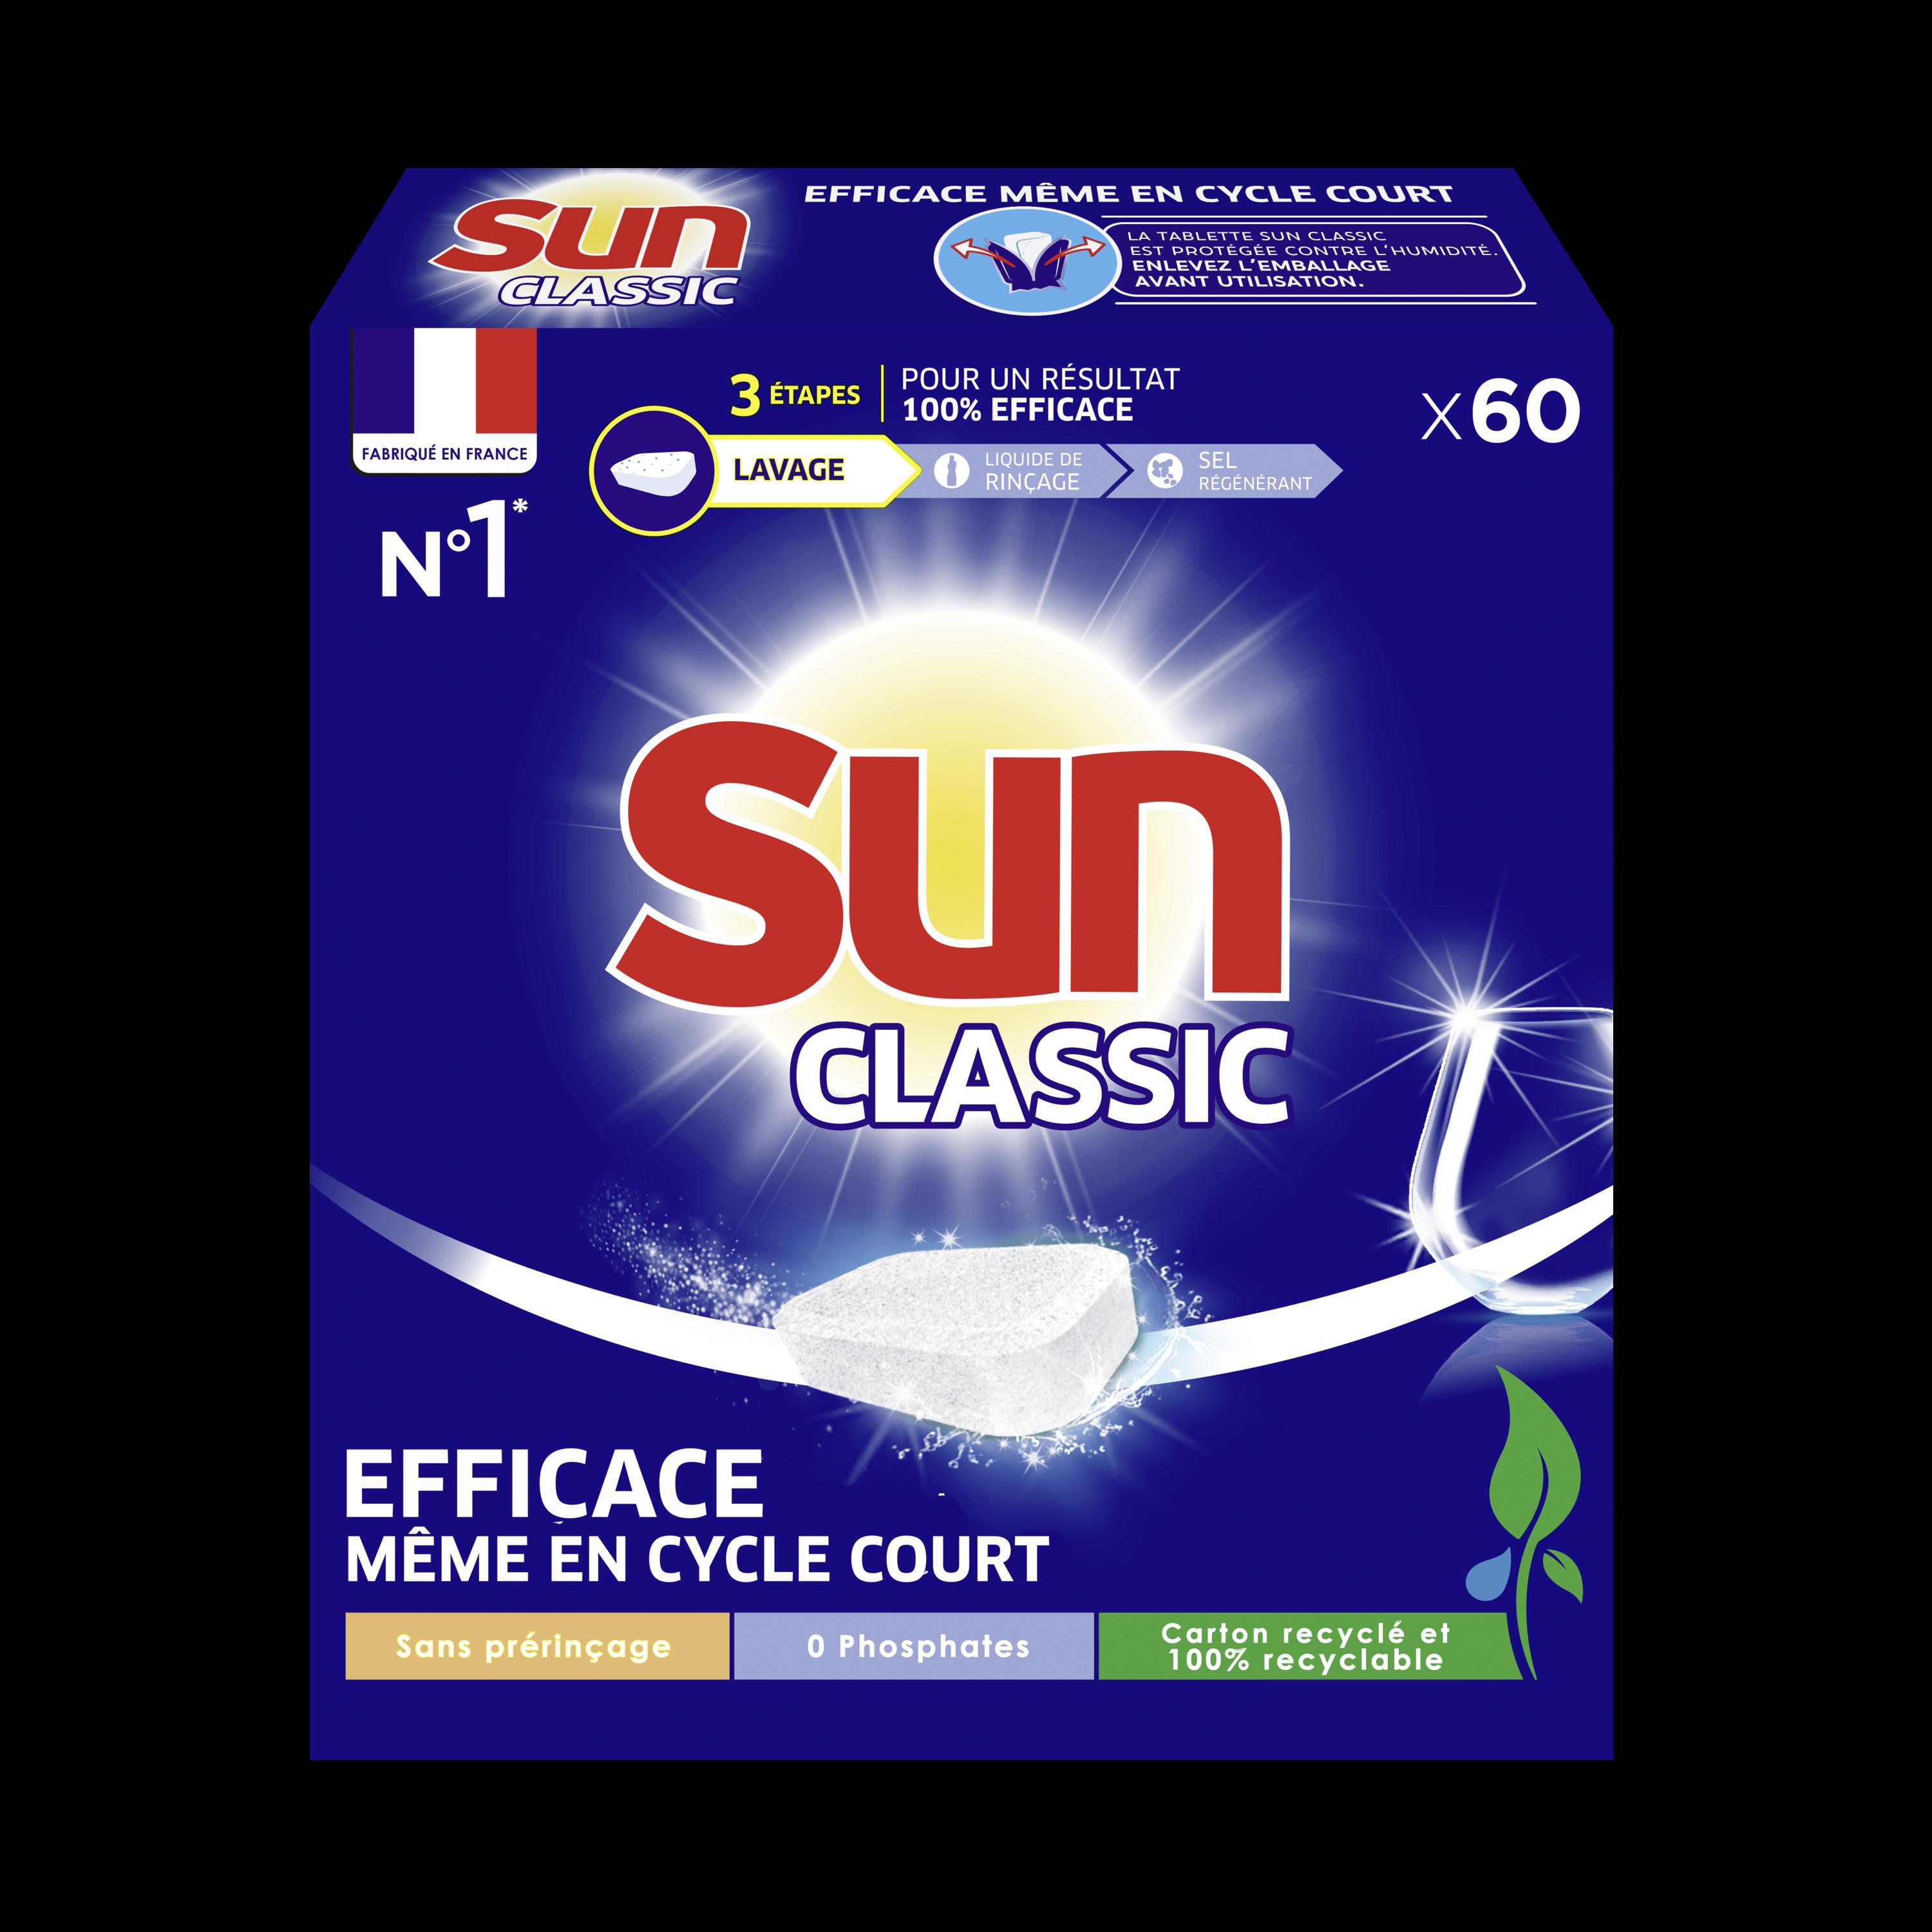 Sun
CLASSIC
EFFICACE MÊME EN CYCLE COURT
LA TABLETTE SUN CLASSIC
EST PROTÉGÉE CONTRE L'HUMIDITÉ.
ENLEVEZ L'EMBALLAGE
AVANT UTILISATION.
FABRIQUÉ EN FRANCE
N°1*
3 ÉTAPES
POUR UN RÉSULTAT
100% EFFICACE
LAVAGE
LIQUIDE DE
RINÇAGE
SEL
RÉGÉNÉRANT
X60
Sun
CLASSIC
EFFICACE
MÊME EN CYCLE COURT
Sans prérinçage
0 Phosphates
Carton recyclé et
100% recyclable